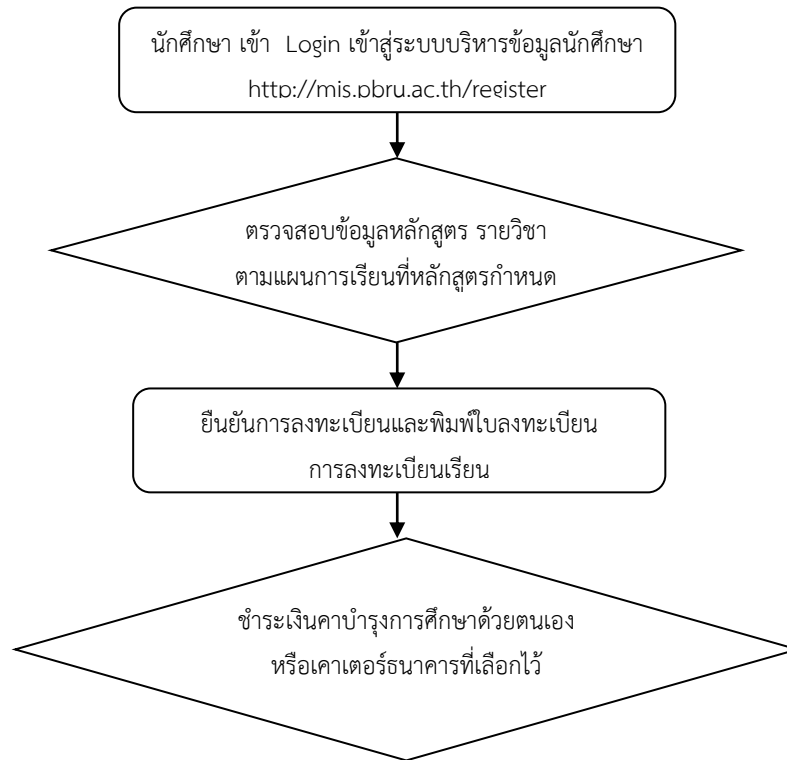 นักศึกษา เข้า Login เข้าสู่ระบบบริหารข้อมูลนักศึกษา
http://mis.pbru.ac.th/register
ตรวจสอบข้อมูลหลักสูตร รายวิชา
ตามแผนการเรียนที่หลักสูตรกำหนด
ยืนยันการลงทะเบียนและพิมพ์ใบลงทะเบียน
การลงทะเบียนเรียน
ชำระเงินคาบำรุงการศึกษาด้วยตนเอง
หรือเคาเตอร์ธนาคารที่เลือกไว้